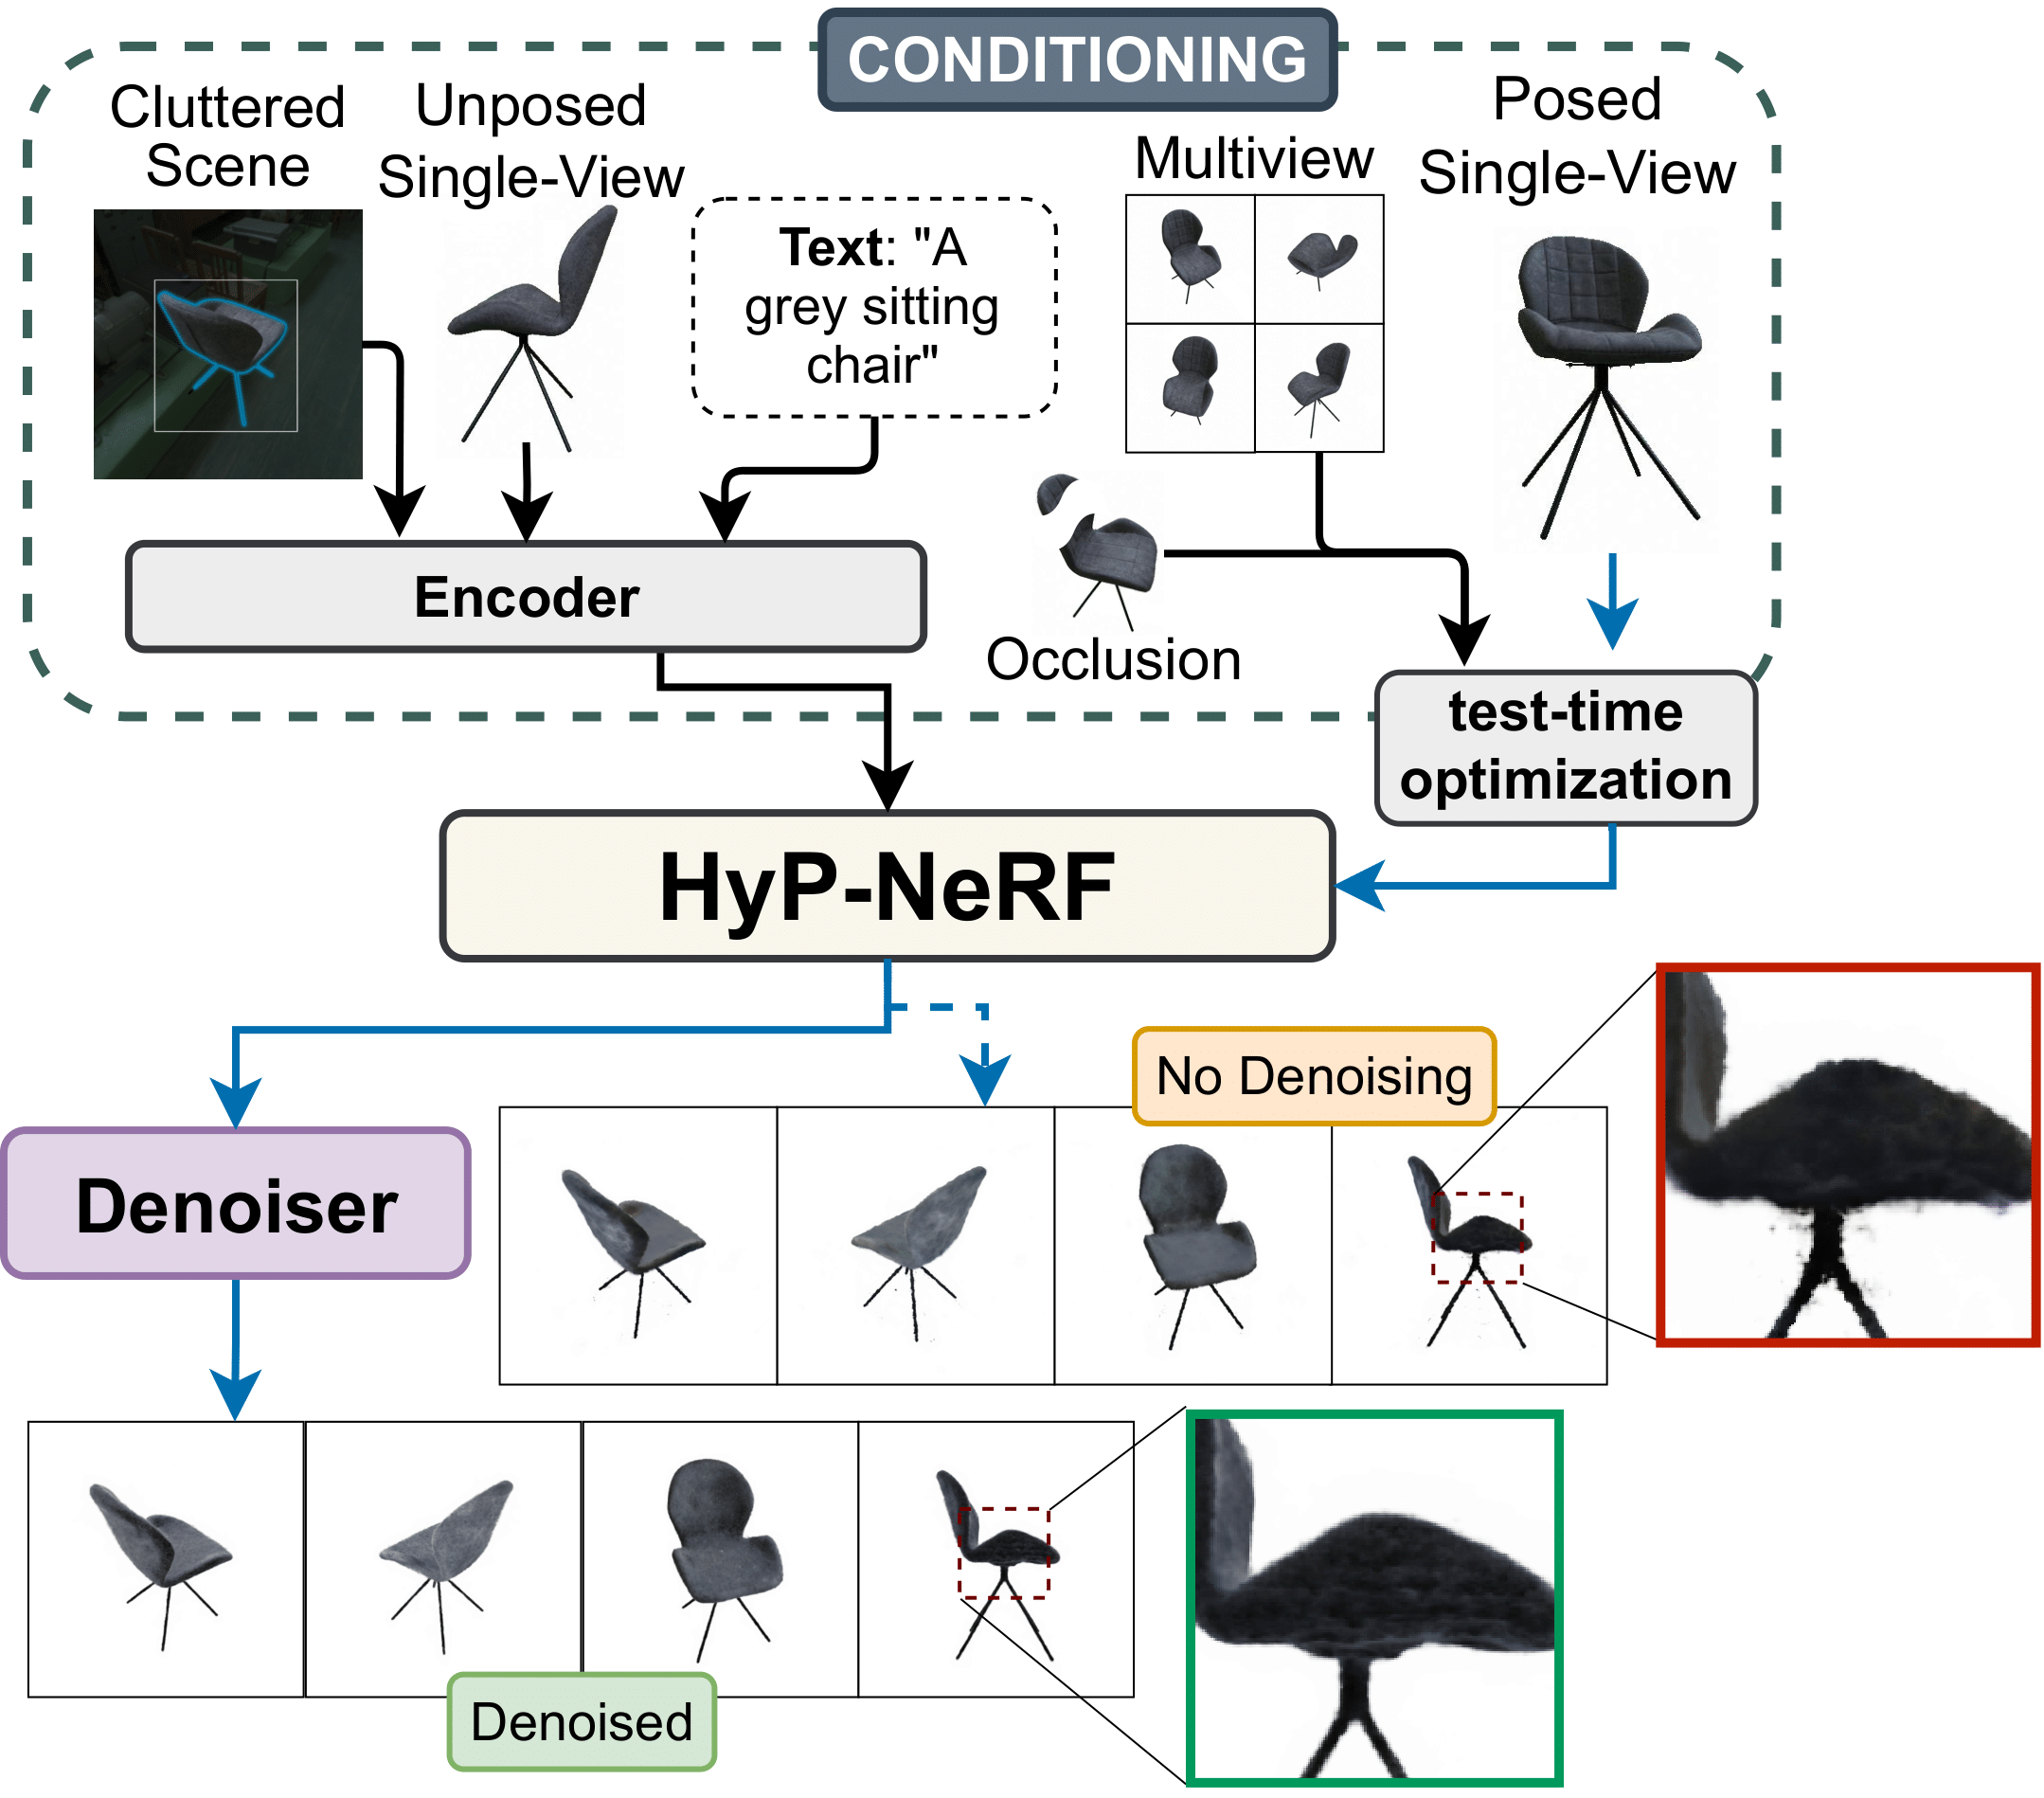 CONDITIONING
Cluttered
Scene
Unposed
Single-View
Text: "A
grey sitting
chair"
Multiview
Posed
Single-View
Encoder
Occlusion
test-time
optimization
HyP-NeRF
No Denoising
Denoiser
Denoised